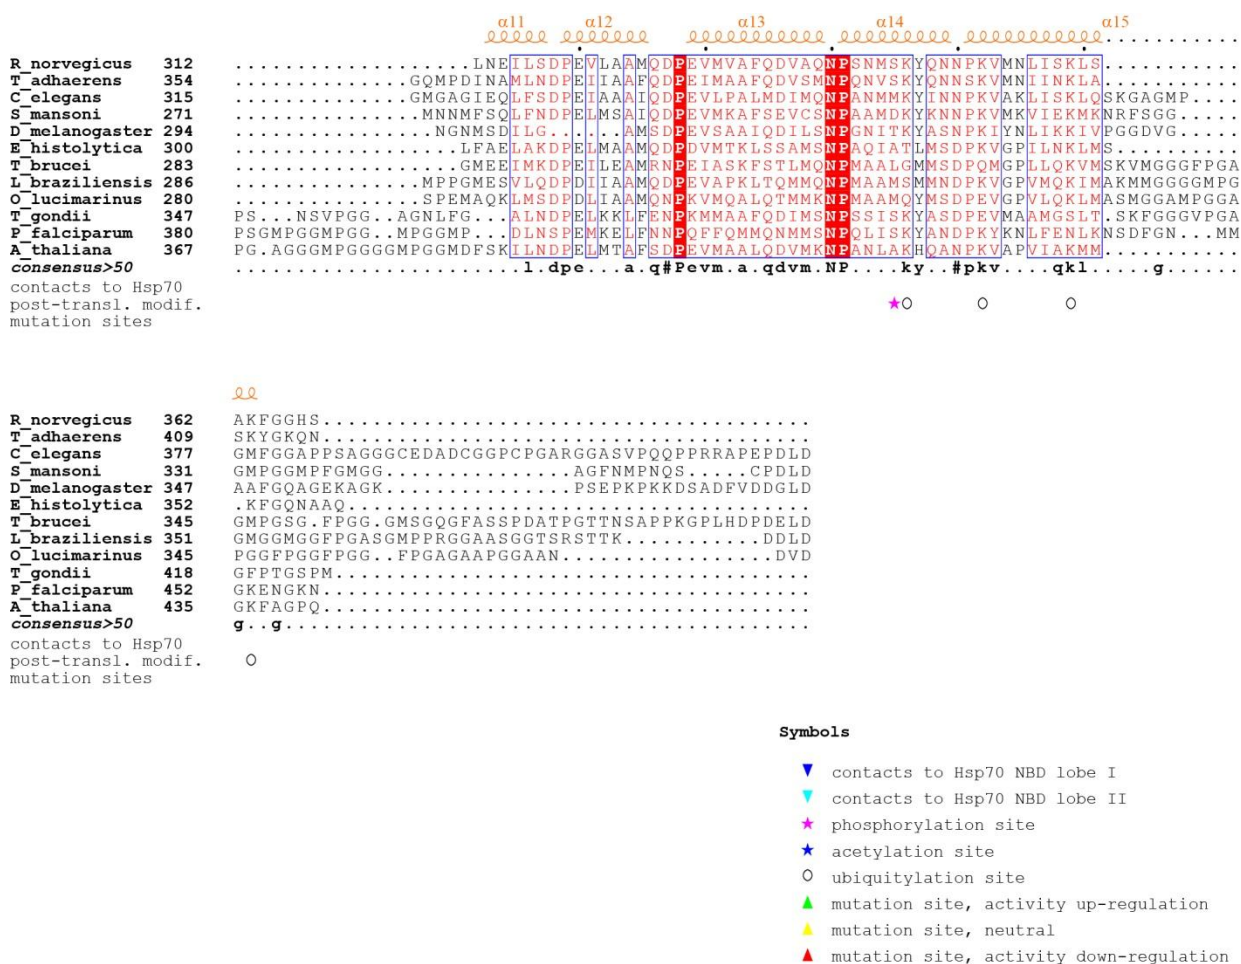 α11 α12 α13 α14 α15
R_norvegicus 312 ....................LNEILSDPEVLAAMQDPEVMVAFQDVAQNPSNMSKYQNNPKVMNLISKLS...........
T_adhaerens 354 ...............GQMPDINAMLNDPEIIAAFQDPEIMAAFQDVSMNPQNVSKYQNNSKVMNIINKLA...........
C_elegans 315 ...............GMGAGIEQLFSDPEIAAAIQDPEVLPALMDIMQNPANMMKYINNPKVAKLISKLQSKGAGMP....
S_mansoni 271 ................MNNMFSQLFNDPELMSAIQDPEVMKAFSEVCSNPAAMDKYKNNPKVMKVIEKMKNRFSGG.....
D_melanogaster 294 .................NGNMSDILG....AMSDPEVSAAIQDILSNPGNITKYASNPKIYNLIKKIVPGGDVG......
E_histolytica 300 ...................LFAELAKDPELMAAMQDPDVMTKLSSAMSNPAQIATLMSDPKVGPILNKLMS..........
T_brucei 283 .................GMEEIMKDPEILEAMRNPEIASKFSTLMQNPMAALGLMSDPQMGPLLQKVMSKVMGGGFPGA
L_braziliensis 286 ................MPPGMESVLQDPDIIAAMQDPEVAPKLTQMMQNPMAAMSMMNDPKVGPVMQKIMAKMMGGGGMPG
O_lucimarinus 280 ................SPEMAQKLMSDPDLIAAMQDPKVMQALQTMMKNPMAAMQYMSDPEVGPVLQKLMASMGGAMPGGA
T_gondii 347 PS...NSVPGG..AGNLFG...ALNDPELKKLFENPKMMAAFQDIMSNPSSISKYASDPEVMAAMGSLT.SKFGGGVPGA
P_falciparum 380 PSGMPGGMPGG..MPGGMP...DLNSPEMKELFNNPQFFQMMQNMMSNPQLISKYANDPKYKNLFENLKNSDFGN...MM
A_thaliana 367 PG.AGGGMPGGGGMPGGMDFSKILNDPELMTAFSDPEVMAALQDVMKNPANLAKHQANPKVAPVIAKMM...........
consensus>50 ........................l.dpe...a.q#Pevm.a.qdvm.NP....ky..#pkv....qkl.....g......
contacts to Hsp70
post-transl. modif.
mutation sites
R_norvegicus 362 AKFGGHS.......................................
T_adhaerens 409 SKYGKQN.......................................
C_elegans 377 GMFGGAPPSAGGGCEDADCGGPCPGARGGASVPQQPPRRAPEPDLD
S_mansoni 331 GMPGGMPFGMGG...............AGFNMPNQS.....CPDLD
D_melanogaster 347 AAFGQAGEKAGK...............PSEPKPKKDSADFVDDGLD
E_histolytica 352 .KFGQNAAQ.....................................
T_brucei 345 GMPGSG.FPGG.GMSGQGFASSPDATPGTTNSAPPKGPLHDPDELD
L_braziliensis 351 GMGGMGGFPGASGMPPRGGAASGGTSRSTTK...........DDLD
O_lucimarinus 345 PGGFPGGFPGG..FPGAGAAPGGAAN.................DVD
T_gondii 418 GFPTGSPM......................................
P_falciparum 452 GKENGKN.......................................
A_thaliana 435 GKFAGPQ.......................................
consensus>50 g..g..........................................
contacts to Hsp70
post-transl. modif.
mutation sites
Symbols
contacts to Hsp70 NBD lobe I
contacts to Hsp70 NBD lobe II
phosphorylation site
acetylation site
ubiquitylation site
mutation site, activity up-regulation
mutation site, neutral
mutation site, activity down-regulation